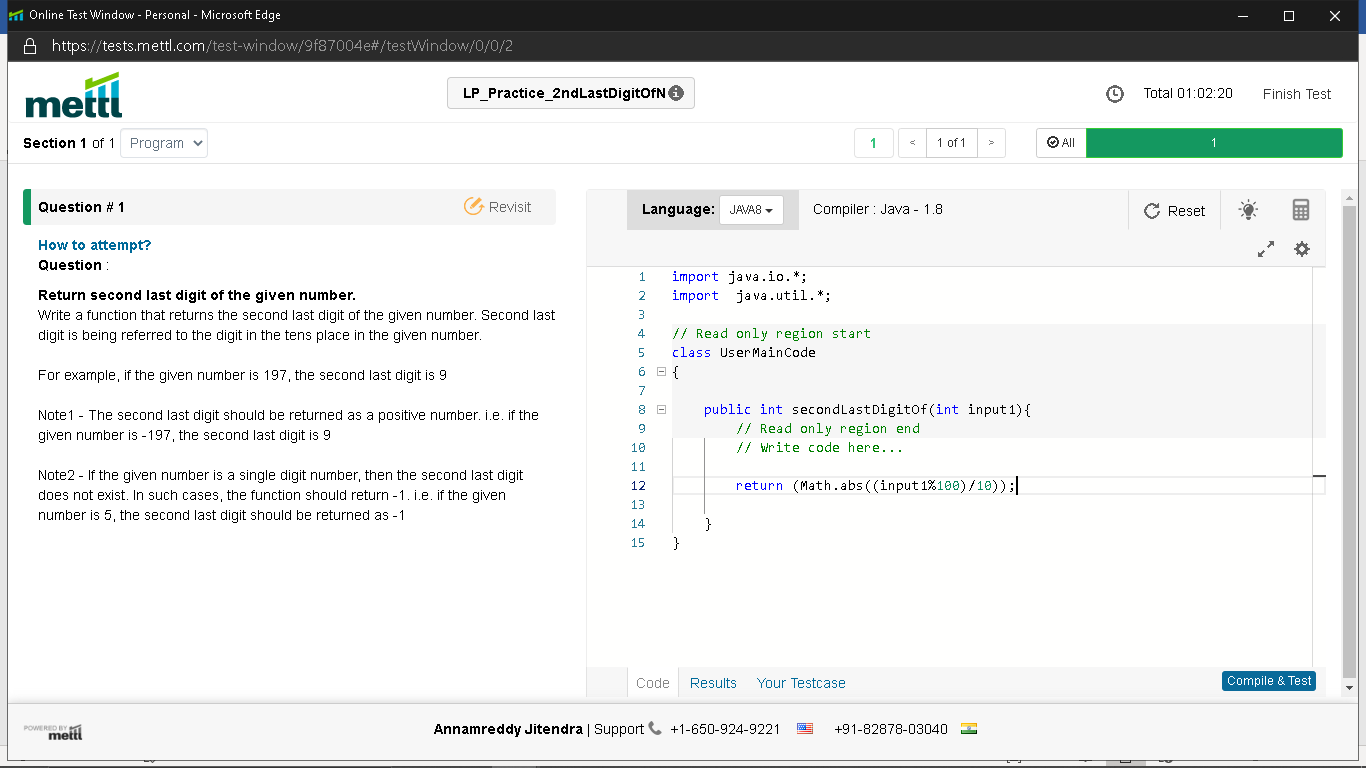 Online Test Window - Personal - Microsoft Edge
https://tests.mettl.com/test-window/9f87004e#/testWindow/0/0/2
mettl
LP_Practice_2ndLastDigitOfN
Total 01:02:20
Finish Test
Section 1 of 1
Program
1
<
1 of 1
>
All
1
Question # 1
Revisit
How to attempt?
Question :
Return second last digit of the given number.
Write a function that returns the second last digit of the given number. Second last
digit is being referred to the digit in the tens place in the given number.
For example, if the given number is 197, the second last digit is 9
Note1 - The second last digit should be returned as a positive number. i.e. if the
given number is -197, the second last digit is 9
Note2 - If the given number is a single digit number, then the second last digit
does not exist. In such cases, the function should return -1. i.e. if the given
number is 5, the second last digit should be returned as -1
Language: JAVA8
Compiler : Java - 1.8
Reset
1 import java.io.*;
2 import  java.util.*;
3
4 // Read only region start
5 class UserMainCode
6 {
7
8     public int secondLastDigitOf(int input1){
9         // Read only region end
10         // Write code here...
11
12         return (Math.abs((input1%100)/10));
13
14     }
15 }
Code
Results
Your Testcase
Compile & Test
POWERED BY
mettl
Annamreddy Jitendra | Support +1-650-924-9221 +91-82878-03040